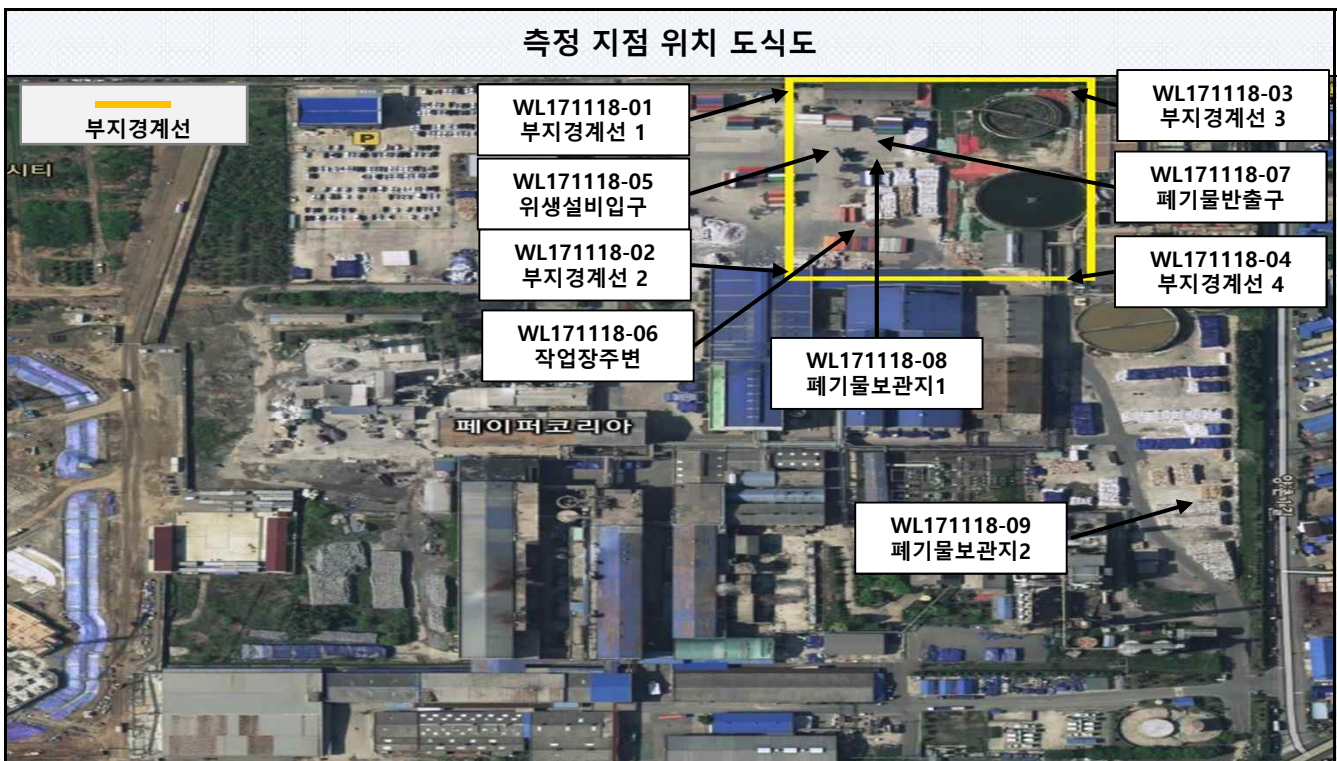 측정 지점 위치 도식도
부지경계선
WL171118-01
부지경계선 1
WL171118-03
부지경계선 3
P
시티
WL171118-05
위생설비입구
WL171118-07
폐기물반출구
WL171118-02
부지경계선 2
WL171118-04
부지경계선 4
WL171118-06
작업장주변
WL171118-08
폐기물보관지1
페이퍼코리아
WL171118-09
폐기물보관지2